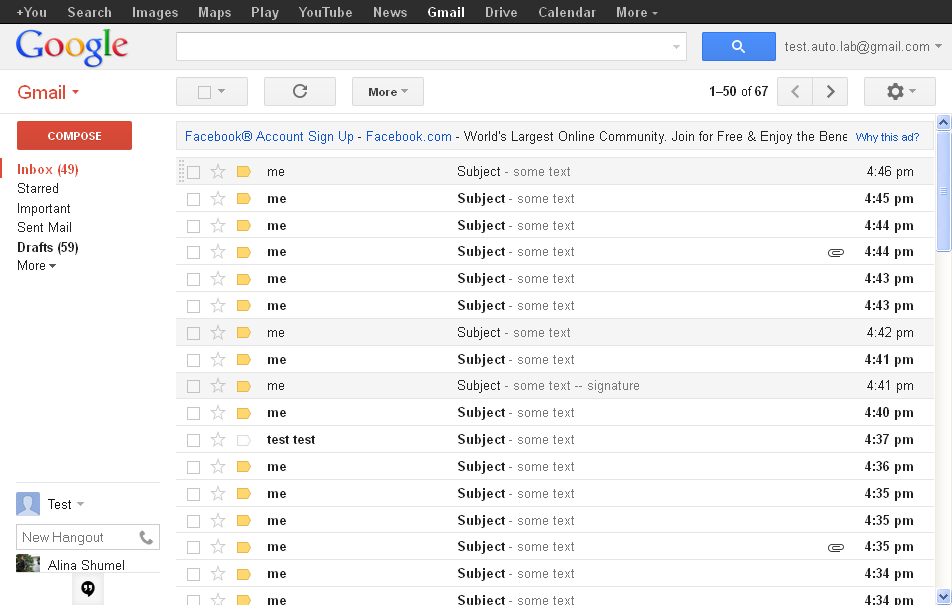 +You Search Images Maps Play YouTube News Gmail Drive Calendar More
Google
test.auto.lab@gmail.com
Gmail
More
1–50 of 67
COMPOSE
Facebook® Account Sign Up - Facebook.com - World's Largest Online Community. Join for Free & Enjoy the Bene Why this ad?
Inbox (49)
Starred
Important
Sent Mail
Drafts (59)
More
me Subject - some text 4:46 pm
me Subject - some text 4:45 pm
me Subject - some text 4:44 pm
me Subject - some text 4:44 pm
me Subject - some text 4:43 pm
me Subject - some text 4:43 pm
me Subject - some text 4:42 pm
me Subject - some text 4:41 pm
me Subject - some text -- signature 4:41 pm
me Subject - some text 4:40 pm
test test Subject - some text 4:37 pm
me Subject - some text 4:36 pm
me Subject - some text 4:35 pm
me Subject - some text 4:35 pm
me Subject - some text 4:35 pm
me Subject - some text 4:34 pm
me Subject - some text 4:34 pm
Test
New Hangout
Alina Shumel